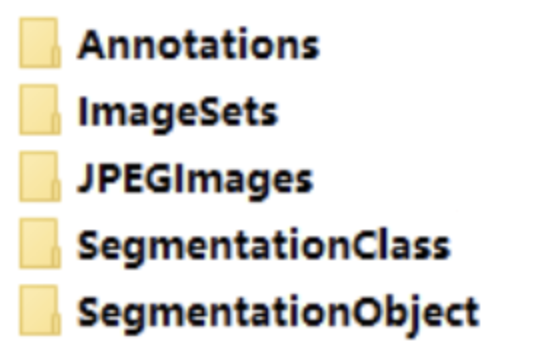 Annotations
ImageSets
JPEGImages
SegmentationClass
SegmentationObject